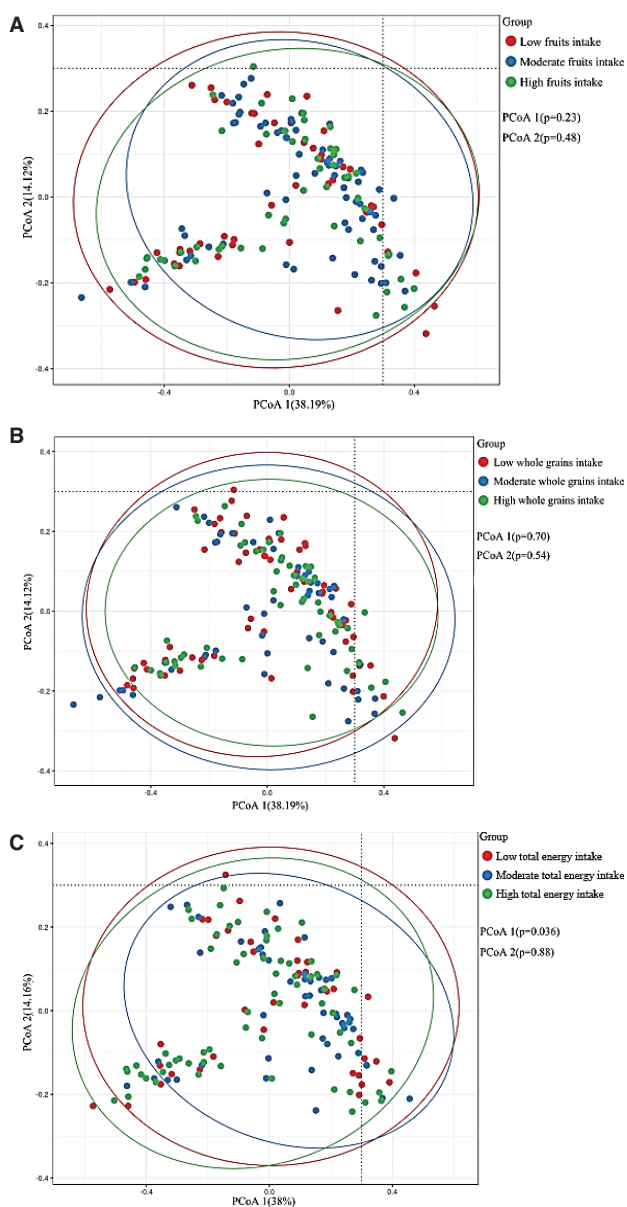 A
Group
Low fruits intake
Moderate fruits intake
High fruits intake
PCoA 1(p=0.23)
PCoA 2(p=0.48)
0.4
0.2
0.0
-0.2
-0.4
PCoA 2(14.12%)
-0.4
0.0
0.4
PCoA 1(38.19%)
B
Group
Low whole grains intake
Moderate whole grains intake
High whole grains intake
PCoA 1(p=0.70)
PCoA 2(p=0.54)
0.4
0.2
0.0
-0.2
-0.4
PCoA 2(14.12%)
-0.4
0.0
0.4
PCoA 1(38.19%)
C
Group
Low total energy intake
Moderate total energy intake
High total energy intake
PCoA 1(p=0.036)
PCoA 2(p=0.88)
0.4
0.2
0.0
-0.2
-0.4
PCoA 2(14.16%)
-0.4
0.0
0.4
PCoA 1(38%)